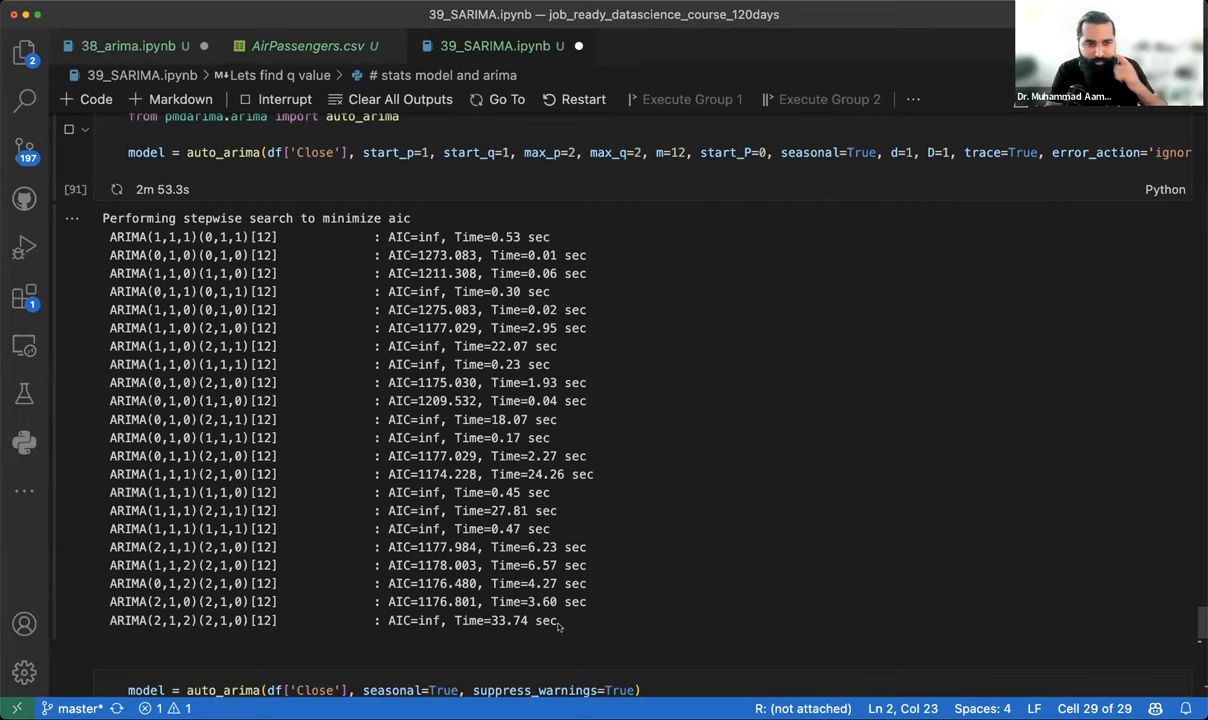 39_SARIMA.ipynb — job_ready_datascience_course_120days
38_arima.ipynb U
AirPassengers.csv U
39_SARIMA.ipynb U
39_SARIMA.ipynb > M↓Lets find q value > # stats model and arima
+ Code + Markdown Interrupt Clear All Outputs Go To Restart Execute Group 1 Execute Group 2 ...
Dr. Muhammad Aam...
2
197
1
from pmdarima.arima import auto_arima
model = auto_arima(df['Close'], start_p=1, start_q=1, max_p=2, max_q=2, m=12, start_P=0, seasonal=True, d=1, D=1, trace=True, error_action='ignor
[91] 2m 53.3s Python
... Performing stepwise search to minimize aic
ARIMA(1,1,1)(0,1,1)[12] : AIC=inf, Time=0.53 sec
ARIMA(0,1,0)(0,1,0)[12] : AIC=1273.083, Time=0.01 sec
ARIMA(1,1,0)(1,1,0)[12] : AIC=1211.308, Time=0.06 sec
ARIMA(0,1,1)(0,1,1)[12] : AIC=inf, Time=0.30 sec
ARIMA(1,1,0)(0,1,0)[12] : AIC=1275.083, Time=0.02 sec
ARIMA(1,1,0)(2,1,0)[12] : AIC=1177.029, Time=2.95 sec
ARIMA(1,1,0)(2,1,1)[12] : AIC=inf, Time=22.07 sec
ARIMA(1,1,0)(1,1,1)[12] : AIC=inf, Time=0.23 sec
ARIMA(0,1,0)(2,1,0)[12] : AIC=1175.030, Time=1.93 sec
ARIMA(0,1,0)(1,1,0)[12] : AIC=1209.532, Time=0.04 sec
ARIMA(0,1,0)(2,1,1)[12] : AIC=inf, Time=18.07 sec
ARIMA(0,1,0)(1,1,1)[12] : AIC=inf, Time=0.17 sec
ARIMA(0,1,1)(2,1,0)[12] : AIC=1177.029, Time=2.27 sec
ARIMA(1,1,1)(2,1,0)[12] : AIC=1174.228, Time=24.26 sec
ARIMA(1,1,1)(1,1,0)[12] : AIC=inf, Time=0.45 sec
ARIMA(1,1,1)(2,1,1)[12] : AIC=inf, Time=27.81 sec
ARIMA(1,1,1)(1,1,1)[12] : AIC=inf, Time=0.47 sec
ARIMA(2,1,1)(2,1,0)[12] : AIC=1177.984, Time=6.23 sec
ARIMA(1,1,2)(2,1,0)[12] : AIC=1178.003, Time=6.57 sec
ARIMA(0,1,2)(2,1,0)[12] : AIC=1176.480, Time=4.27 sec
ARIMA(2,1,0)(2,1,0)[12] : AIC=1176.801, Time=3.60 sec
ARIMA(2,1,2)(2,1,0)[12] : AIC=inf, Time=33.74 sec
model = auto_arima(df['Close'], seasonal=True, suppress_warnings=True)
master* 1 1 R: (not attached) Ln 2, Col 23 Spaces: 4 LF Cell 29 of 29